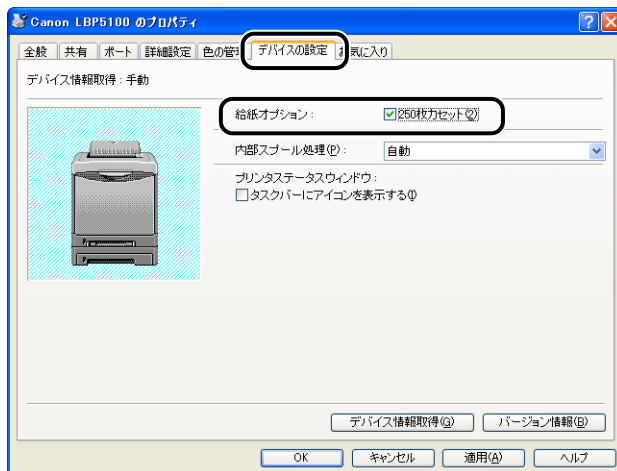 Canon LBP5100 のプロパティ
全般 共有 ポート 詳細設定 色の管 デバイスの設定 お気に入り
デバイス情報取得：手動
給紙オプション： 250枚カセット(2)
内部スプール処理(P)： 自動
プリンタステータスウィンドウ：
タスクバーにアイコンを表示する(I)
デバイス情報取得(G) バージョン情報(B)
OK キャンセル 適用(A) ヘルプ